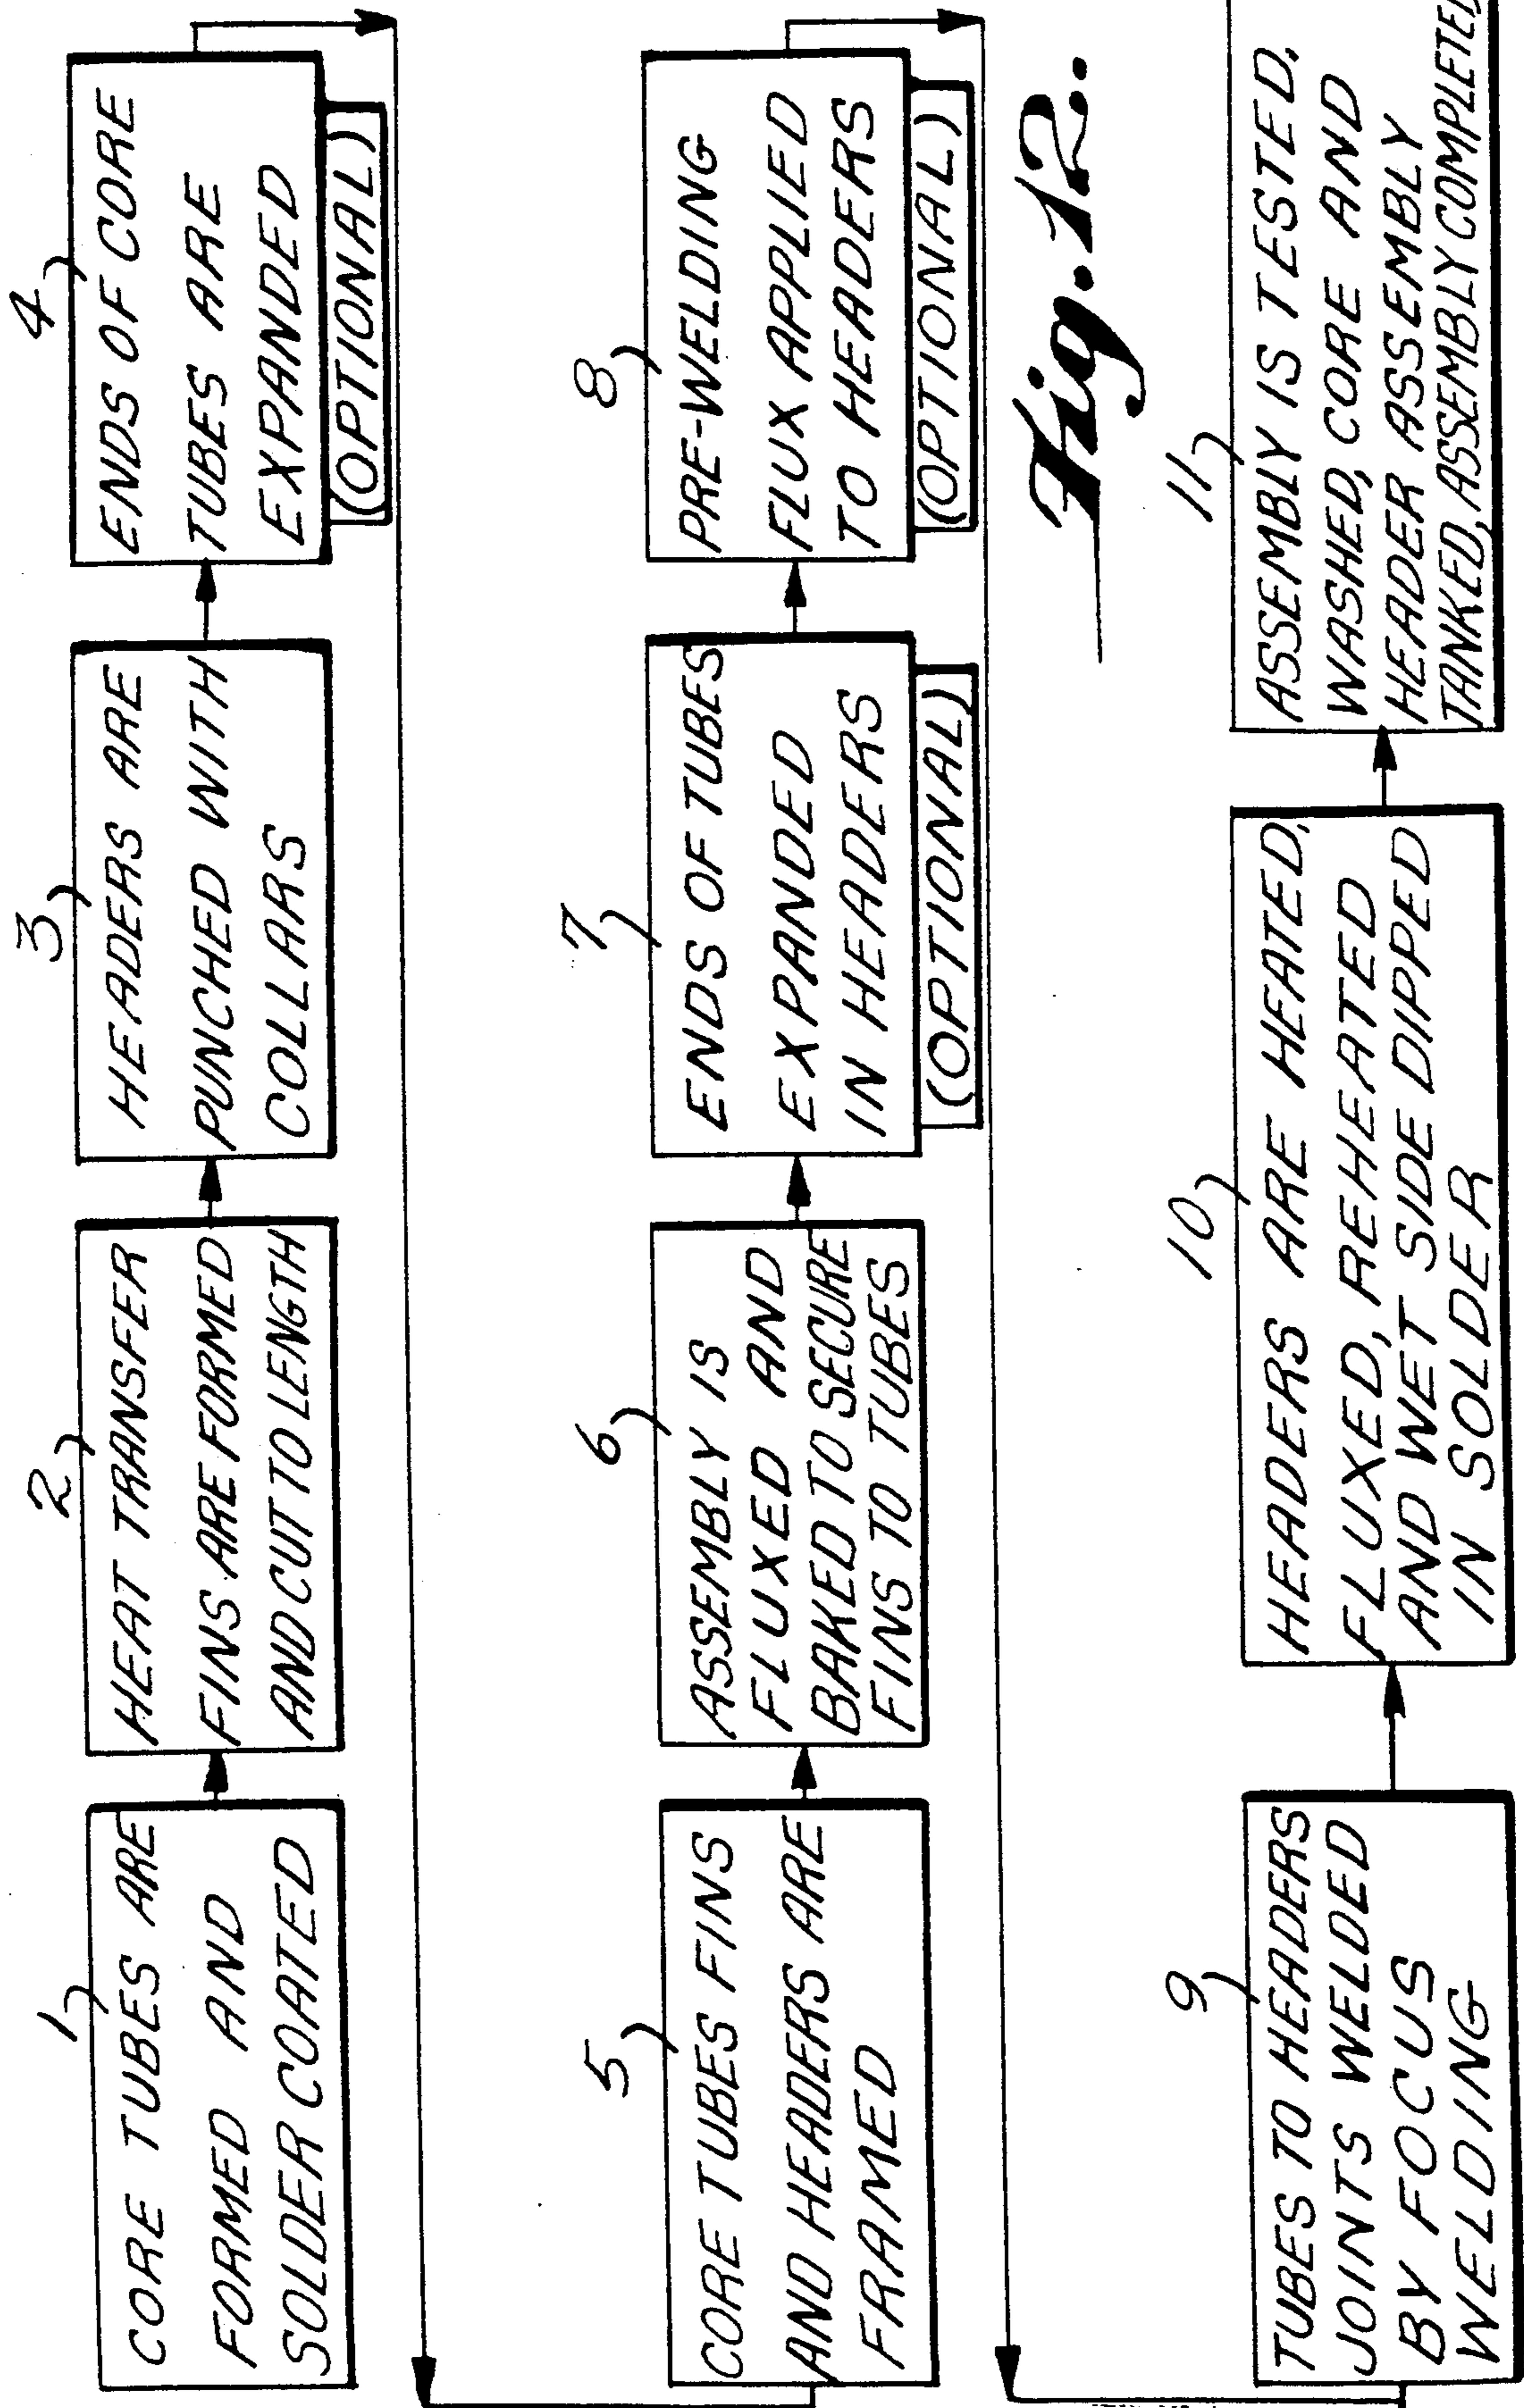 1
CORE TUBES ARE
FORMED AND
SOLDER COATED
2
HEAT TRANSFER
FINS ARE FORMED
AND CUT TO LENGTH
3
HEADERS ARE
PUNCHED WITH
COLLARS
4
ENDS OF CORE
TUBES ARE
EXPANDED
(OPTIONAL)
5
CORE TUBES FINS
AND HEADERS ARE
FRAMED
6
ASSEMBLY IS
FLUXED AND
BAKED TO SECURE
FINS TO TUBES
7
ENDS OF TUBES
EXPANDED
IN HEADERS
(OPTIONAL)
8
PRE-WELDING
FLUX APPLIED
TO HEADERS
(OPTIONAL)
Fig. 12.
9
TUBES TO HEADERS
JOINTS WELDED
BY FOCUS
WELDING
10
HEADERS ARE HEATED,
FLUXED, REHEATED
AND WET SIDE DIPPED
IN SOLDER
11
ASSEMBLY IS TESTED,
WASHED, CORE AND
HEADER ASSEMBLY
TANKED, ASSEMBLY COMPLETED